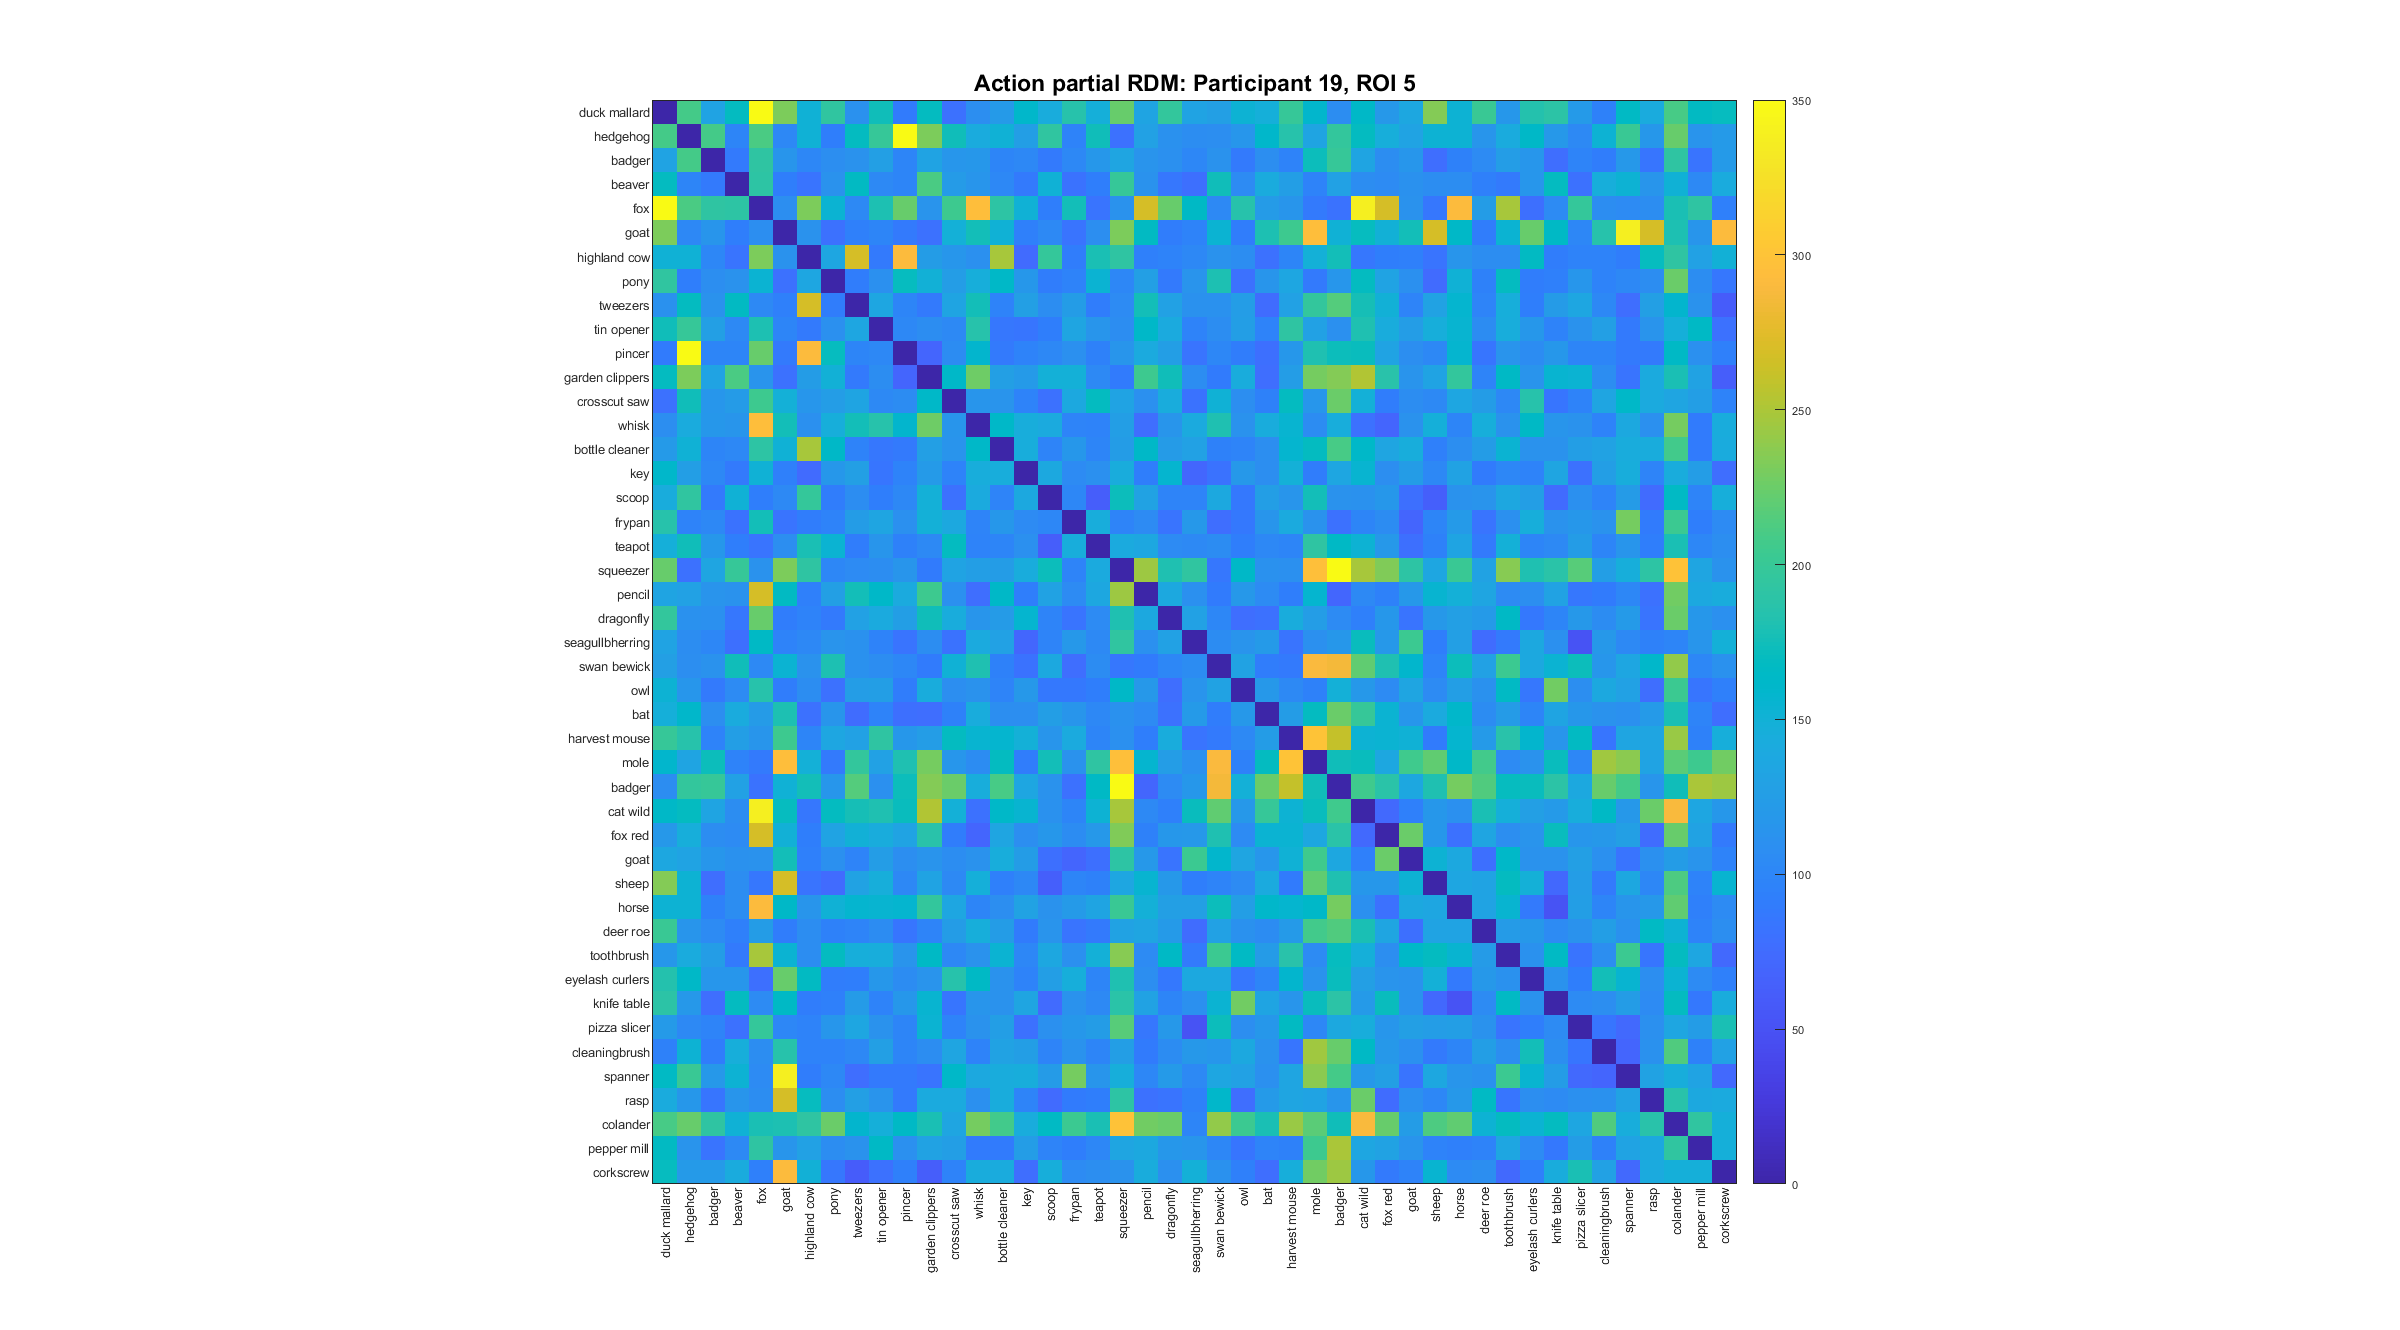 Action partial RDM: Participant 19, ROI 5
duck mallard
hedgehog
badger
beaver
fox
goat
highland cow
pony
tweezers
tin opener
pincer
garden clippers
crosscut saw
whisk
bottle cleaner
key
scoop
frypan
teapot
squeezer
pencil
dragonfly
seagullbherring
swan bewick
owl
bat
harvest mouse
mole
badger
cat wild
fox red
goat
sheep
horse
deer roe
toothbrush
eyelash curlers
knife table
pizza slicer
cleaningbrush
spanner
rasp
colander
pepper mill
corkscrew
duck mallard
hedgehog
badger
beaver
fox
goat
highland cow
pony
tweezers
tin opener
pincer
garden clippers
crosscut saw
whisk
bottle cleaner
key
scoop
frypan
teapot
squeezer
pencil
dragonfly
seagullbherring
swan bewick
owl
bat
harvest mouse
mole
badger
cat wild
fox red
goat
sheep
horse
deer roe
toothbrush
eyelash curlers
knife table
pizza slicer
cleaningbrush
spanner
rasp
colander
pepper mill
corkscrew
350
300
250
200
150
100
50
0